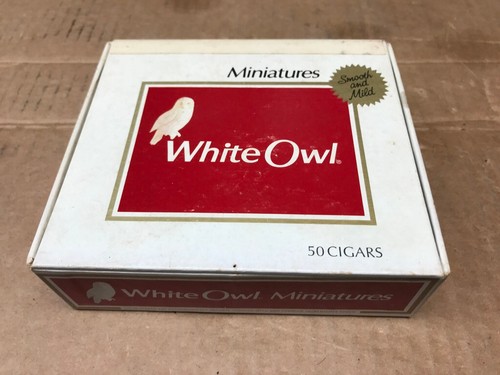 Miniatures
Smooth
and
Mild
White Owl®
50 CIGARS
White Owl® Miniatures